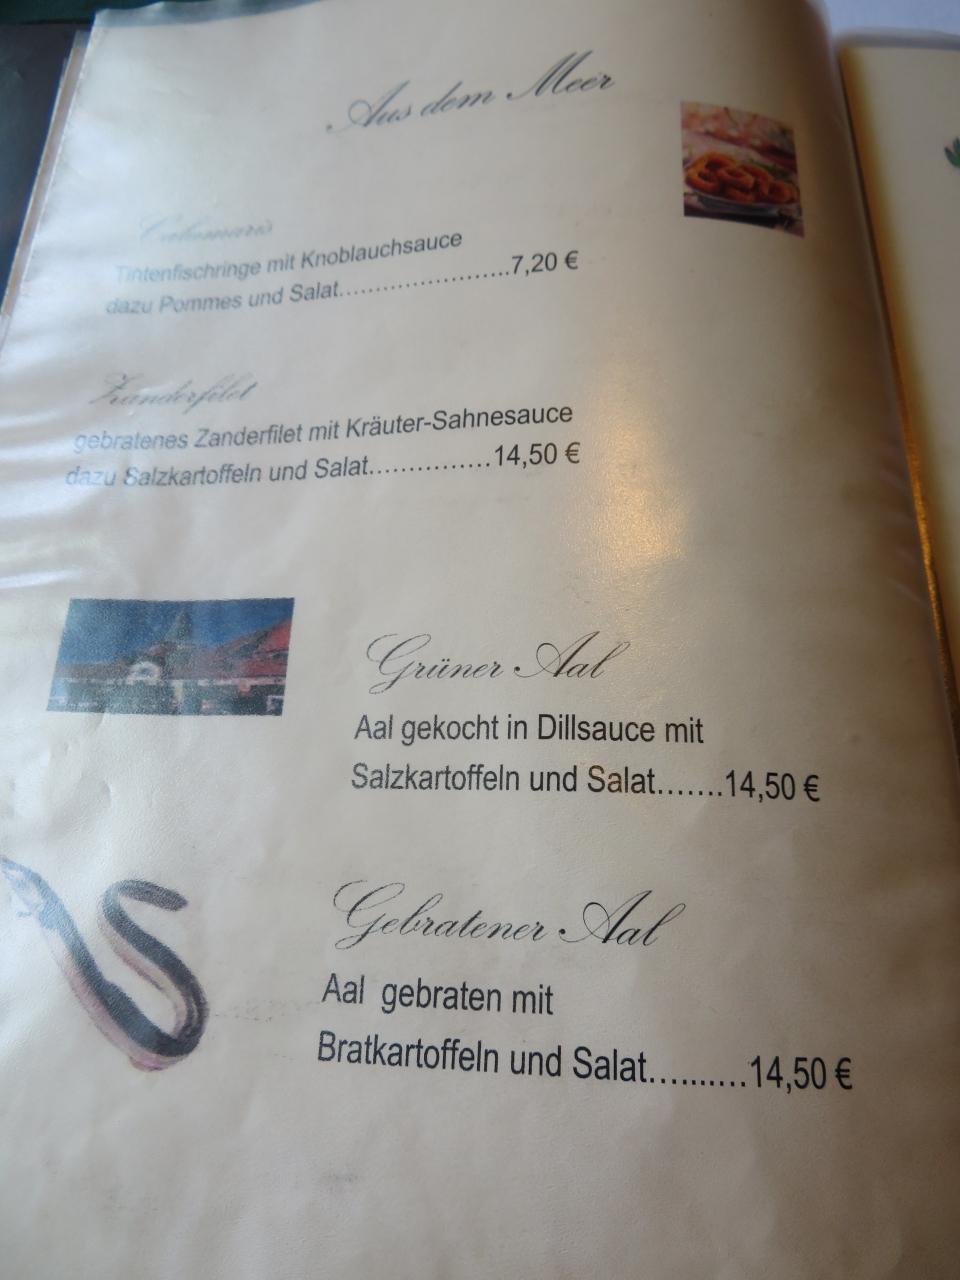 Aus dem Meer
Calamaris
Tintenfischringe mit Knoblauchsauce
dazu Pommes und Salat……………………..7,20 €
Zanderfilet
gebratenes Zanderfilet mit Kräuter-Sahnesauce
dazu Salzkartoffeln und Salat……………14,50 €
Grüner Aal
Aal gekocht in Dillsauce mit
Salzkartoffeln und Salat…….14,50 €
Gebratener Aal
Aal gebraten mit
Bratkartoffeln und Salat……....14,50 €